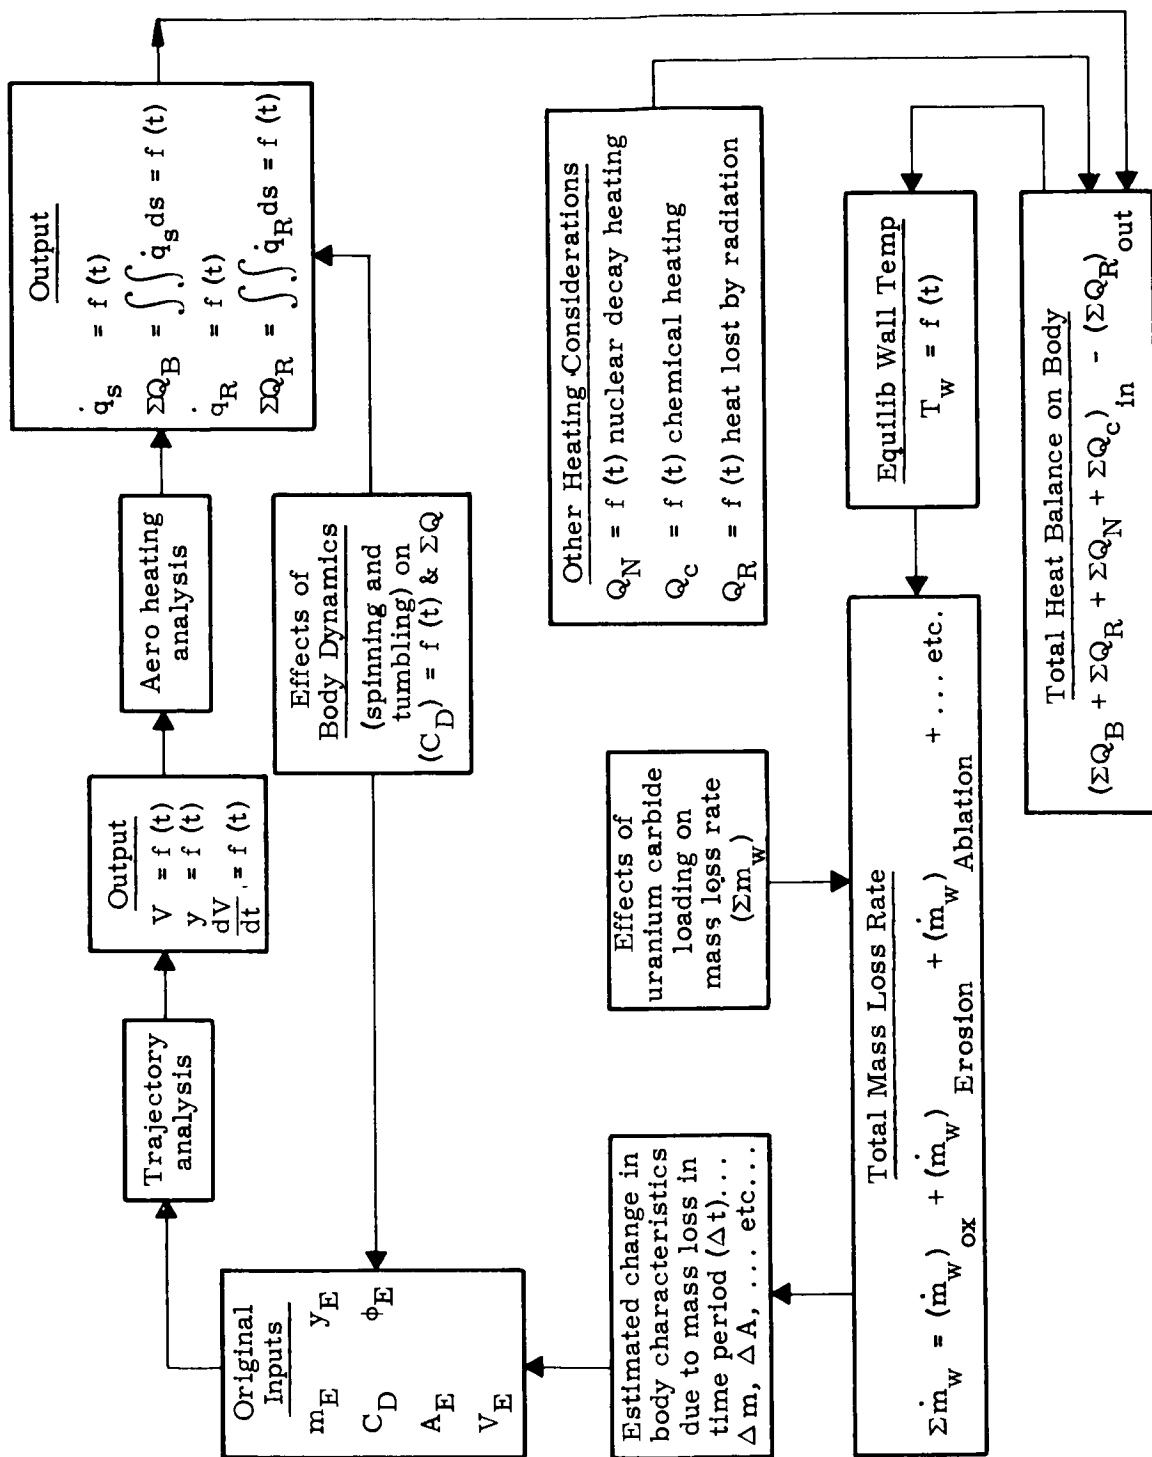 Original
Inputs
m_E y_E
C_D ϕ_E
A_E
V_E
Trajectory
analysis
Output
V = f (t)
y = f (t)
dV/dt = f (t)
Aero heating
analysis
Output
q̇_s = f (t)
ΣQ_B = ∫∫ q̇_s ds = f (t)
q̇_R = f (t)
ΣQ_R = ∫∫ q̇_R ds = f (t)
Effects of
Body Dynamics
(spinning and
tumbling) on
(C_D) = f (t) & ΣQ
Other Heating Considerations
Q_N = f (t) nuclear decay heating
Q_c = f (t) chemical heating
Q_R = f (t) heat lost by radiation
Equilib Wall Temp
T_w = f (t)
Total Heat Balance on Body
(ΣQ_B + ΣQ_R + ΣQ_N + ΣQ_c)_in - (ΣQ_R)_out
Effects of
uranium carbide
loading on
mass loss rate
(Σṁ_w)
Total Mass Loss Rate
Σṁ_w = (ṁ_w)_ox + (ṁ_w)_Erosion + (ṁ_w)_Ablation + ... etc.
Estimated change in
body characteristics
due to mass loss in
time period (Δt)...
Δm, ΔA, ... etc...